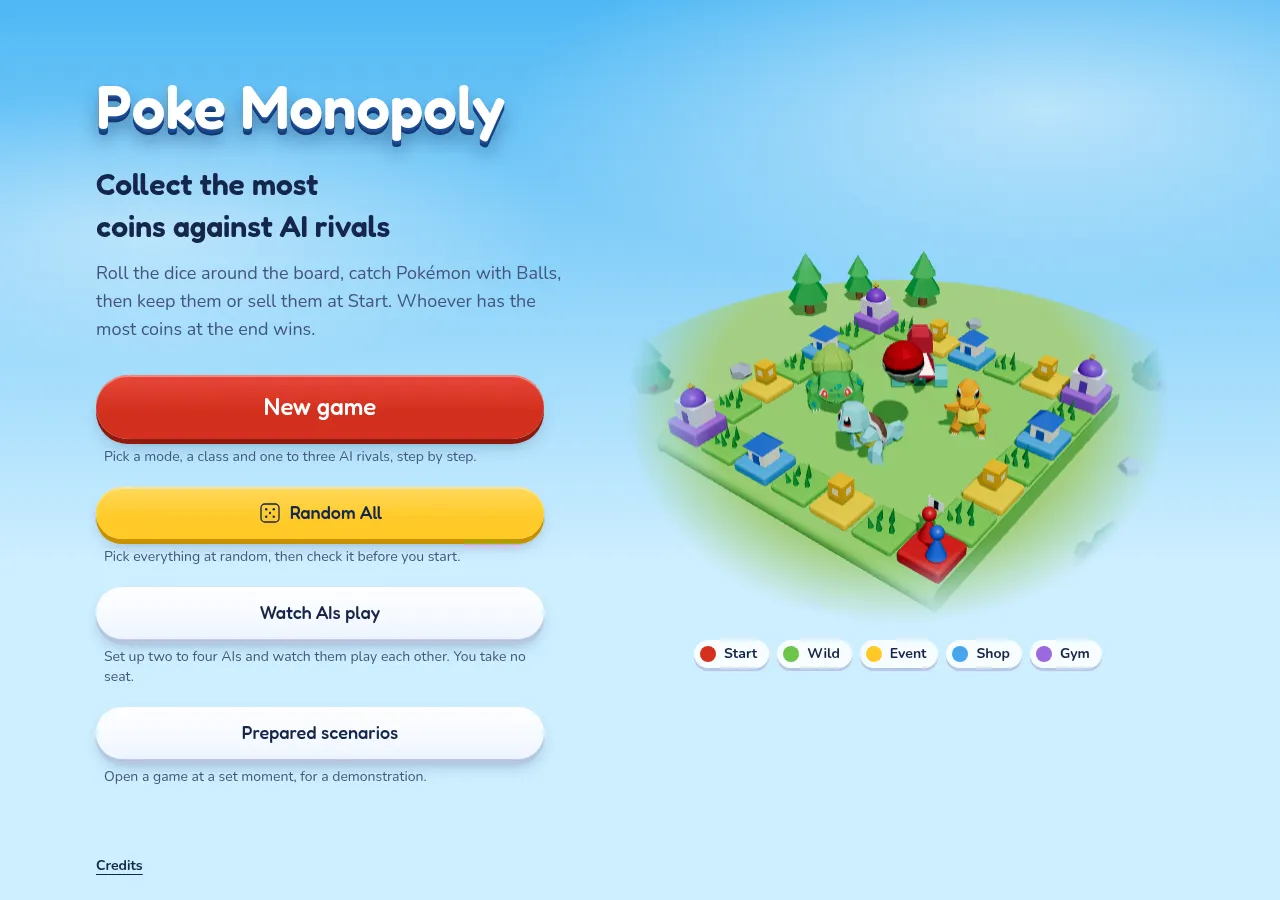 Poke Monopoly
Collect the most
coins against AI rivals
Roll the dice around the board, catch Pokémon with Balls,
then keep them or sell them at Start. Whoever has the
most coins at the end wins.
New game
Pick a mode, a class and one to three AI rivals, step by step.
Random All
Pick everything at random, then check it before you start.
Watch AIs play
Set up two to four AIs and watch them play each other. You take no
seat.
Prepared scenarios
Open a game at a set moment, for a demonstration.
Start
Wild
Event
Shop
Gym
Credits